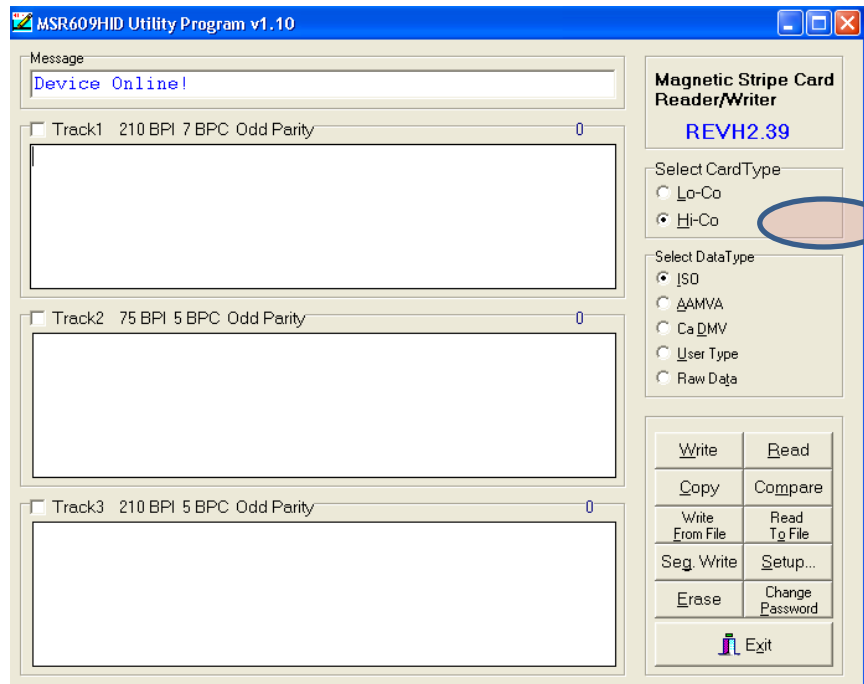 MSR609HID Utility Program v1.10
Message
Device Online!
Track1 210 BPI 7 BPC Odd Parity 0
Track2 75 BPI 5 BPC Odd Parity 0
Track3 210 BPI 5 BPC Odd Parity 0
Magnetic Stripe Card
Reader/Writer
REVH2.39
Select CardType
Lo-Co
Hi-Co
Select DataType
ISO
AAMVA
Ca DMV
User Type
Raw Data
Write
Read
Copy
Compare
Write
From File
Read
To File
Seg. Write
Setup...
Erase
Change
Password
Exit